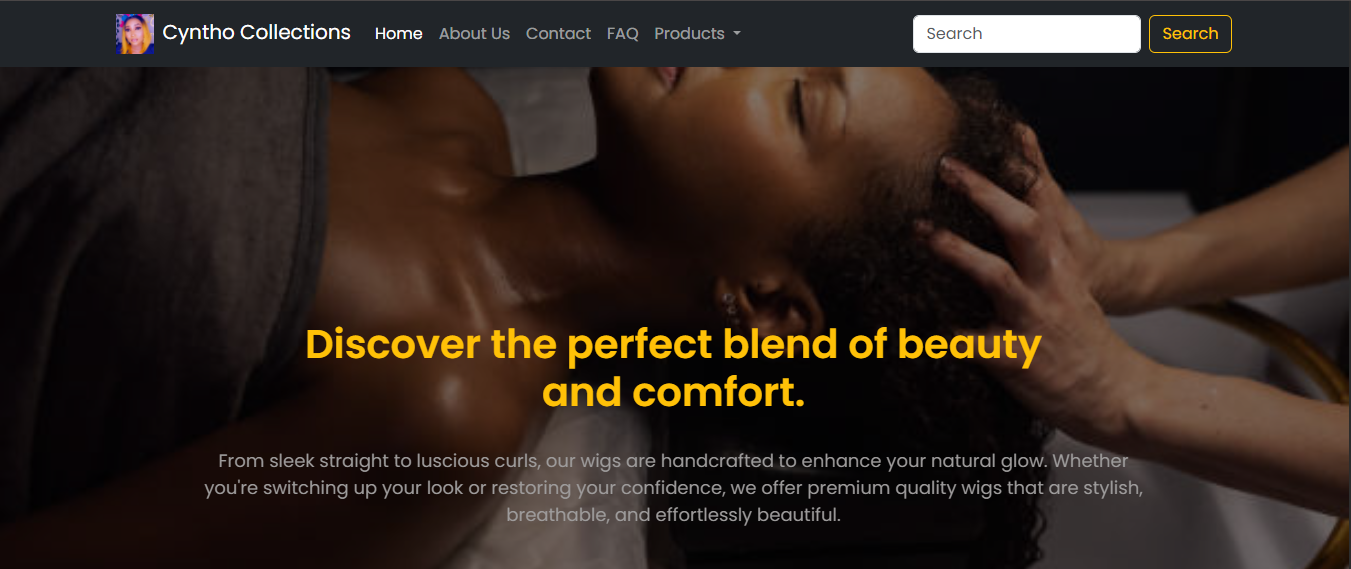 Cyntho Collections Home About Us Contact FAQ Products Search Search
Discover the perfect blend of beauty
and comfort.
From sleek straight to luscious curls, our wigs are handcrafted to enhance your natural glow. Whether
you're switching up your look or restoring your confidence, we offer premium quality wigs that are stylish,
breathable, and effortlessly beautiful.